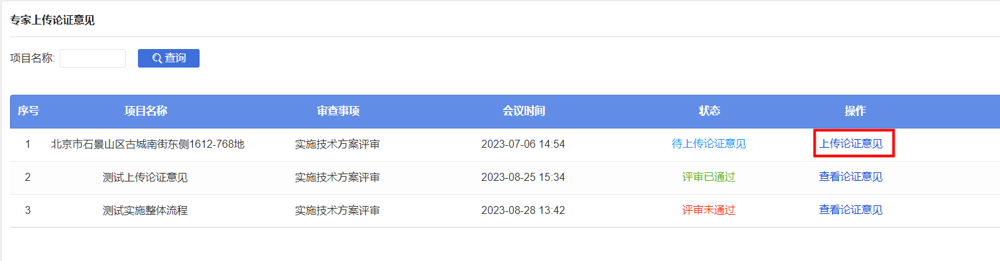 专家上传论证意见
项目名称: 查询
序号 项目名称 审查事项 会议时间 状态 操作
1 北京市石景山区古城南街东侧1612-768地 实施技术方案评审 2023-07-06 14:54 待上传论证意见 上传论证意见
2 测试上传论证意见 实施技术方案评审 2023-08-25 15:34 评审已通过 查看论证意见
3 测试实施整体流程 实施技术方案评审 2023-08-28 13:42 评审未通过 查看论证意见